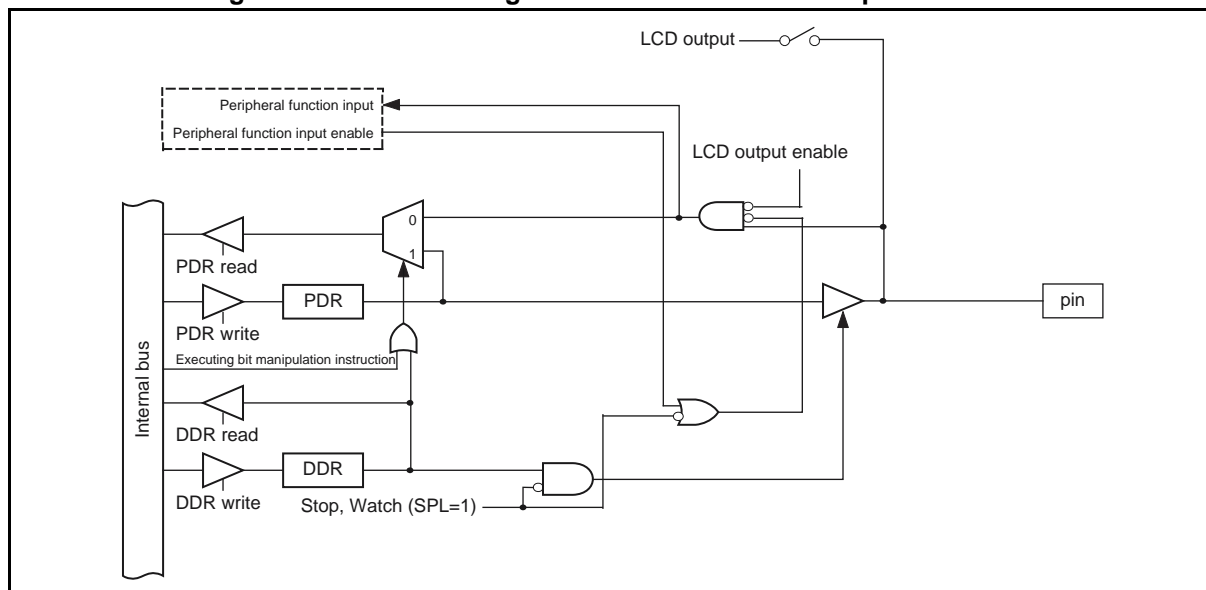 LCD output
Peripheral function input
Peripheral function input enable
LCD output enable
0
1
PDR read
PDR
pin
PDR write
Executing bit manipulation instruction
Internal bus
DDR read
DDR
DDR write
Stop, Watch (SPL=1)